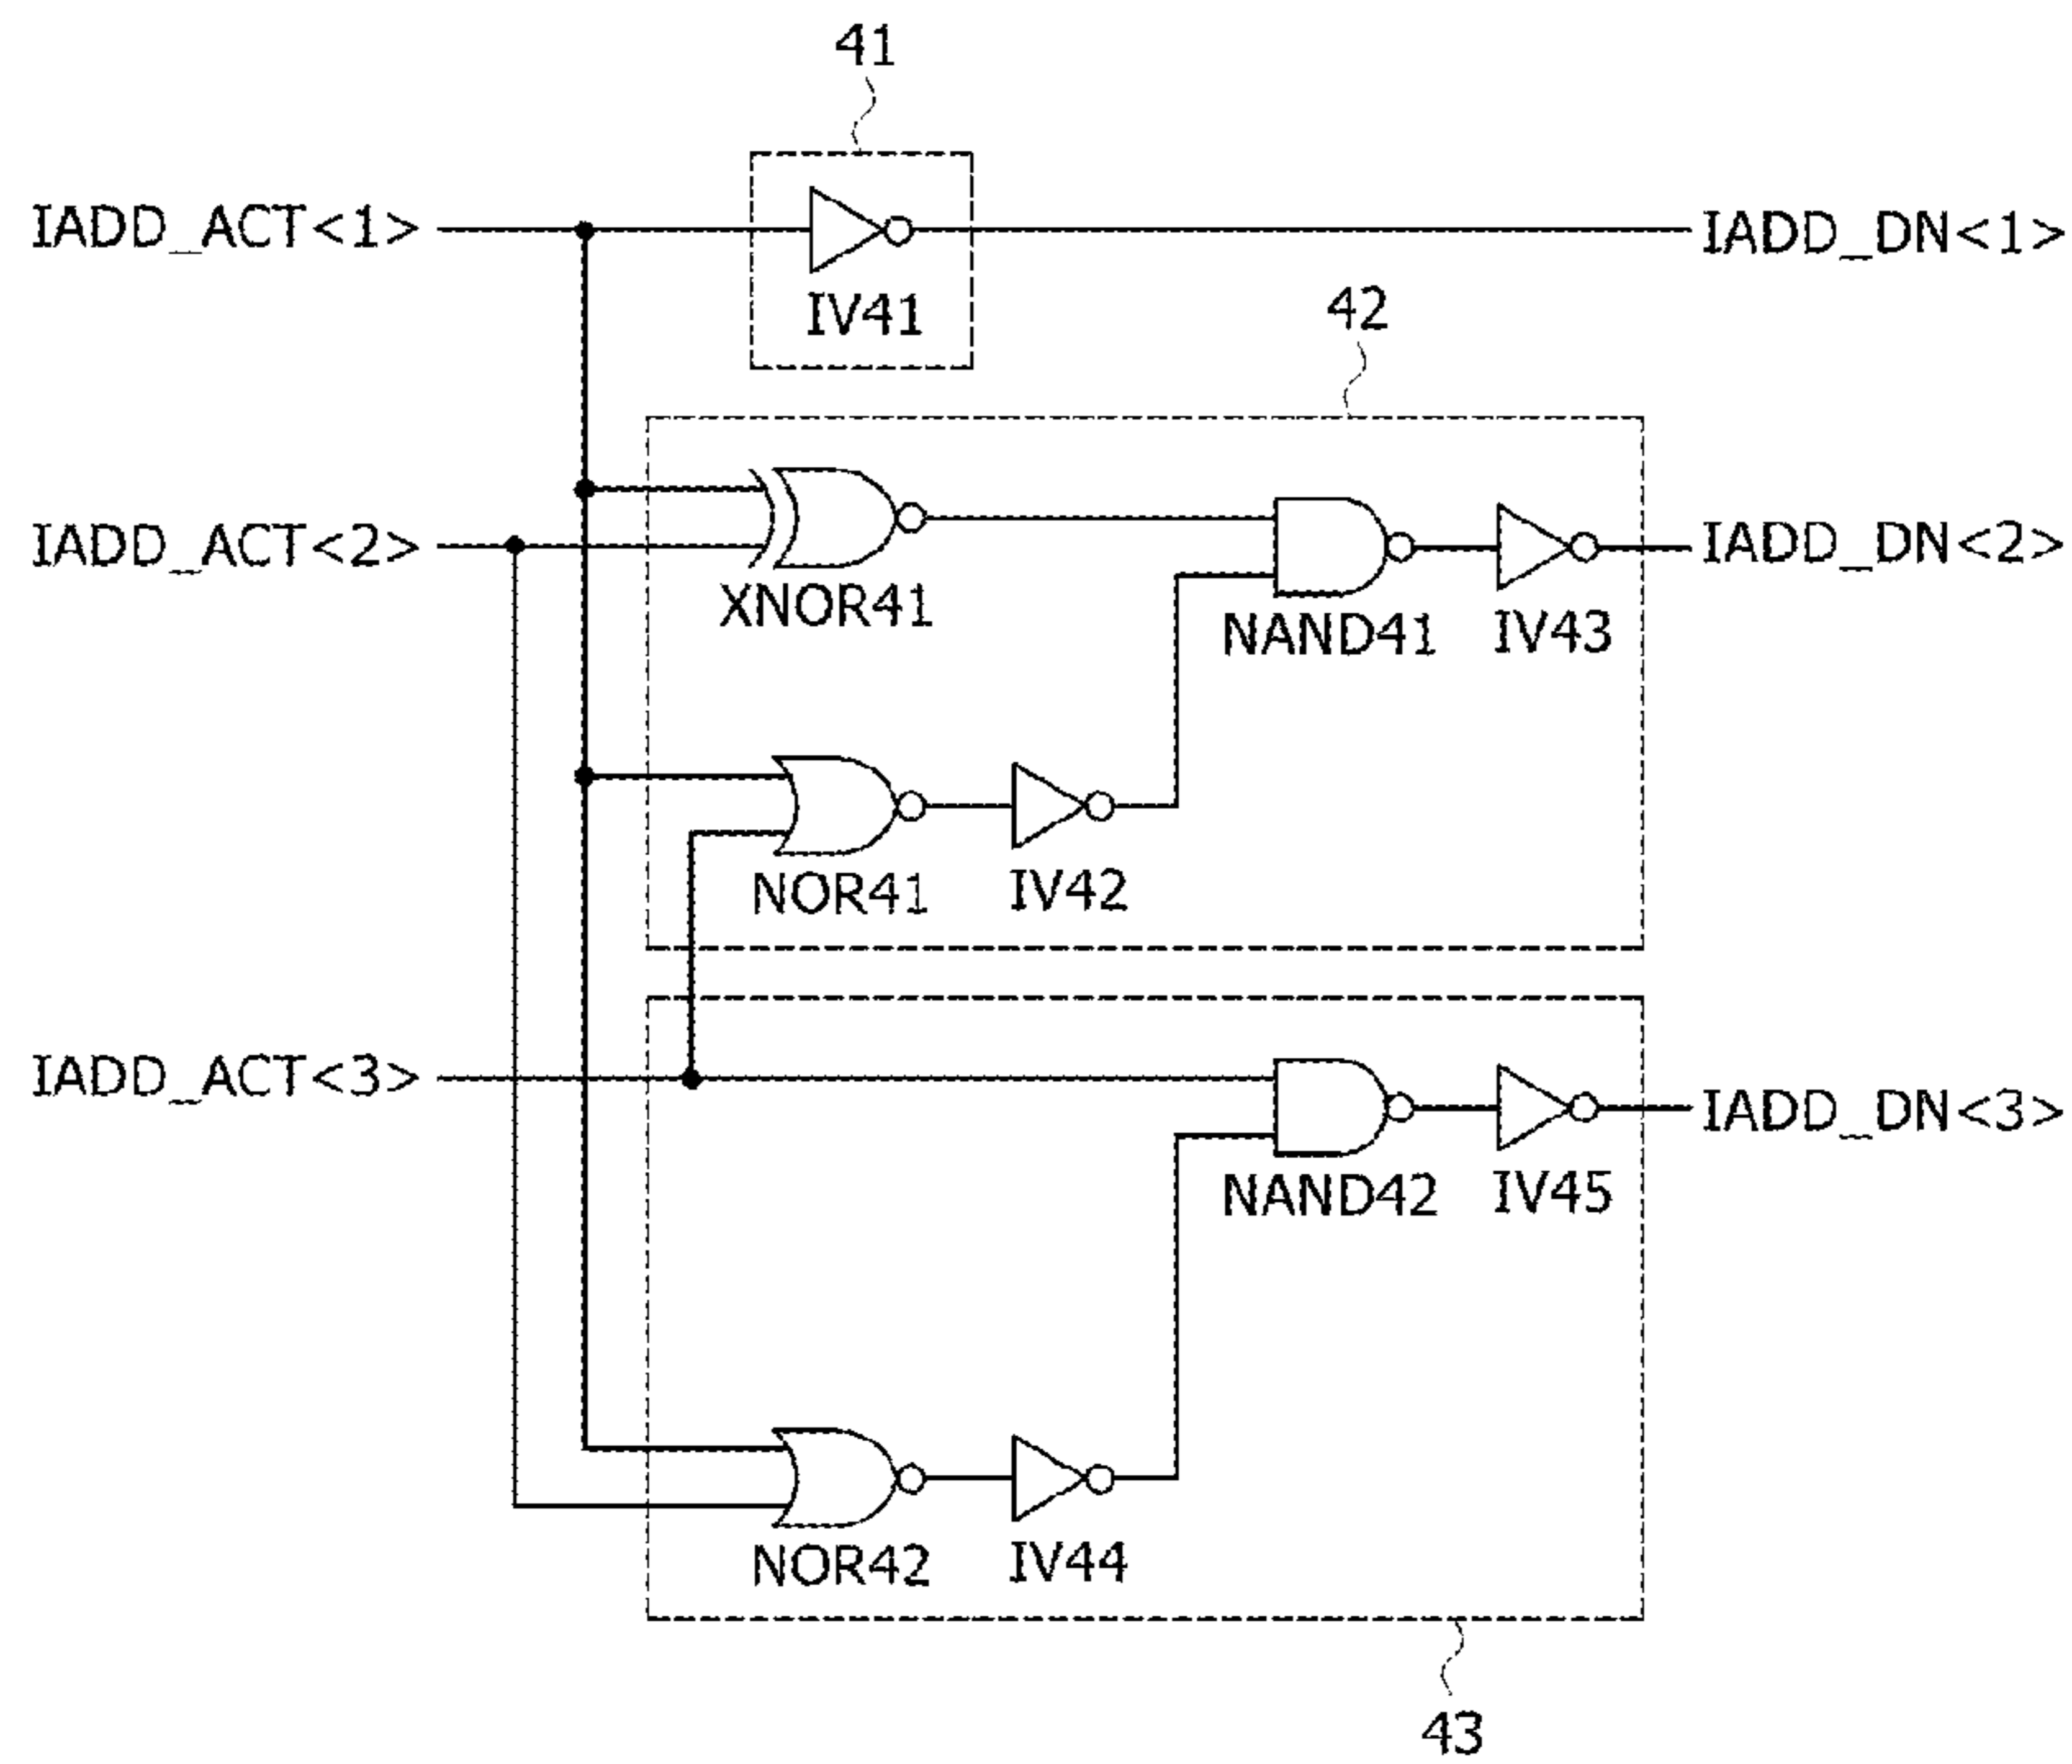 41
IADD_ACT<1>
IADD_DN<1>
IV41
42
IADD_ACT<2>
IADD_DN<2>
XNOR41
NAND41
IV43
NOR41
IV42
IADD_ACT<3>
IADD_DN<3>
NAND42
IV45
NOR42
IV44
43